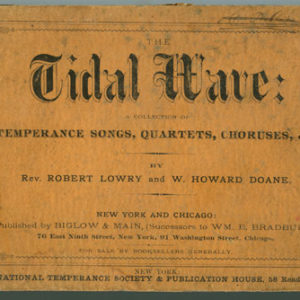 THE
Tidal Wave:
A COLLECTION OF
TEMPERANCE SONGS, QUARTETS, CHORUSES,
BY
Rev. ROBERT LOWRY and W. HOWARD DOANE.
NEW YORK AND CHICAGO:
Published by BIGLOW & MAIN, (Successors to WM. B. BRADBU
76 East Ninth Street, New York, 91 Washington Street, Chicago.
FOR SALE BY BOOKSELLERS GENERALLY.
NEW YORK:
NATIONAL TEMPERANCE SOCIETY & PUBLICATION HOUSE, 58 Reade